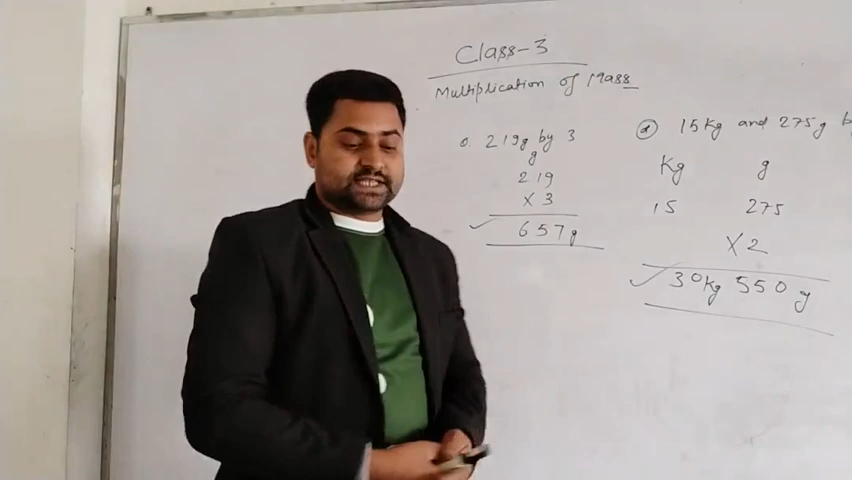 Class-3
Multiplication of Mass
219g by 3
g
219
X 3
657g
15Kg and 275g
Kg g
15 275
X 2
30Kg 550g